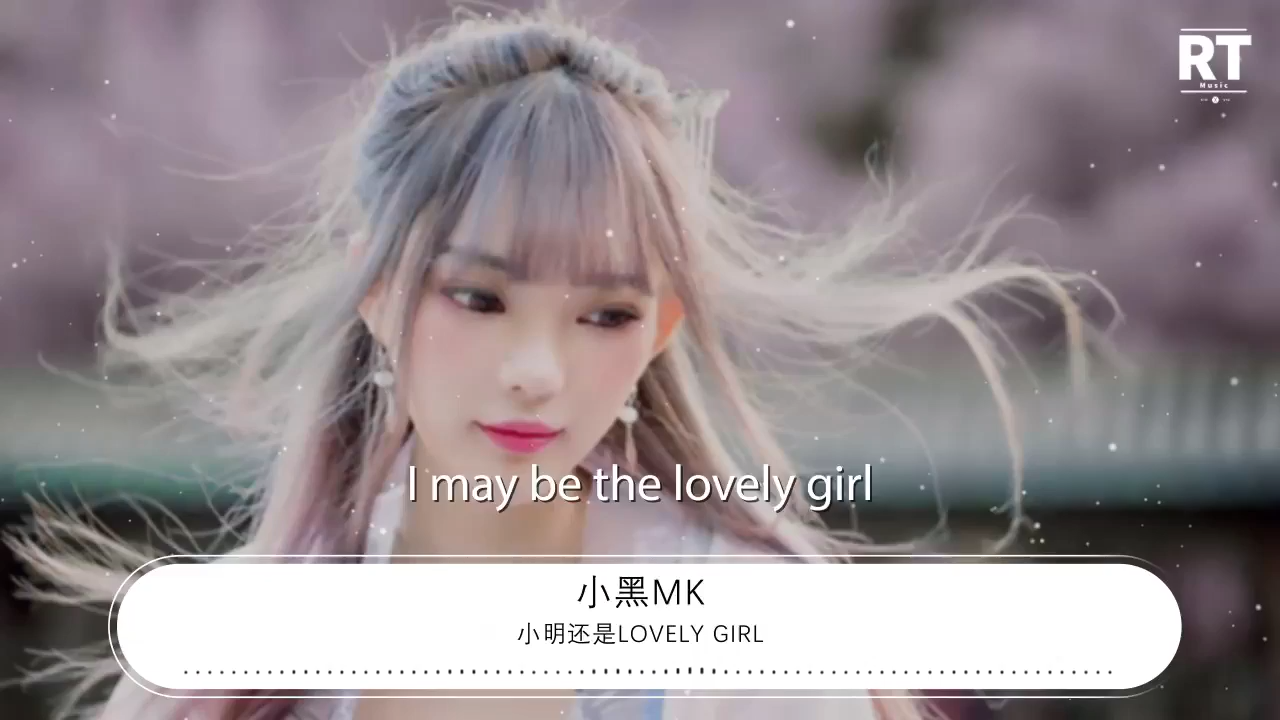 RT
Music
I may be the lovely girl
小黑MK
小明还是LOVELY GIRL